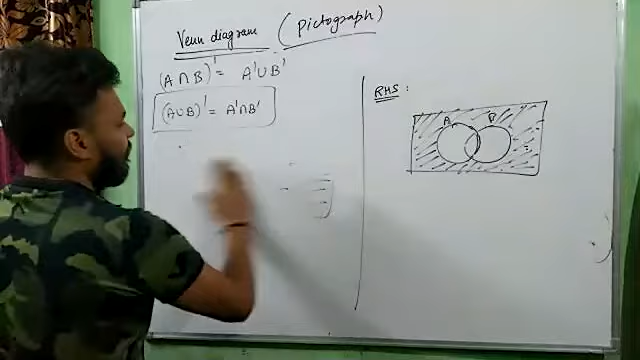 Venn diagram (pictograph)
(A∩B)' = A'∪B'
(A∪B)' = A'∩B'
RHS :
A B